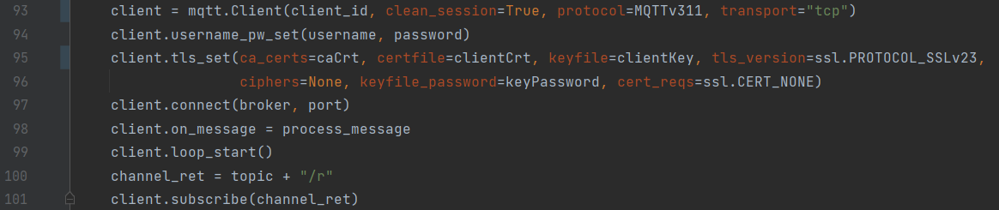 93 client = mqtt.Client(client_id, clean_session=True, protocol=MQTTv311, transport="tcp")
94 client.username_pw_set(username, password)
95 client.tls_set(ca_certs=caCrt, certfile=clientCrt, keyfile=clientKey, tls_version=ssl.PROTOCOL_SSLv23,
96 ciphers=None, keyfile_password=keyPassword, cert_reqs=ssl.CERT_NONE)
97 client.connect(broker, port)
98 client.on_message = process_message
99 client.loop_start()
100 channel_ret = topic + "/r"
101 client.subscribe(channel_ret)